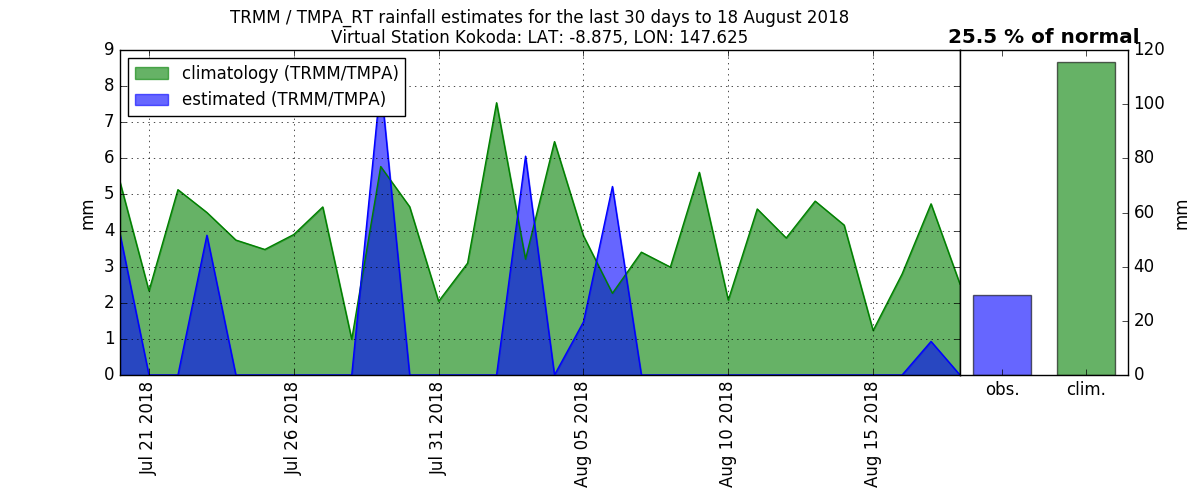 TRMM / TMPA_RT rainfall estimates for the last 30 days to 18 August 2018
Virtual Station Kokoda: LAT: -8.875, LON: 147.625
25.5 % of normal
climatology (TRMM/TMPA)
estimated (TRMM/TMPA)
9
8
7
6
5
4
3
2
1
0
mm
Jul 21 2018
Jul 26 2018
Jul 31 2018
Aug 05 2018
Aug 10 2018
Aug 15 2018
120
100
80
60
40
20
0
mm
obs.
clim.